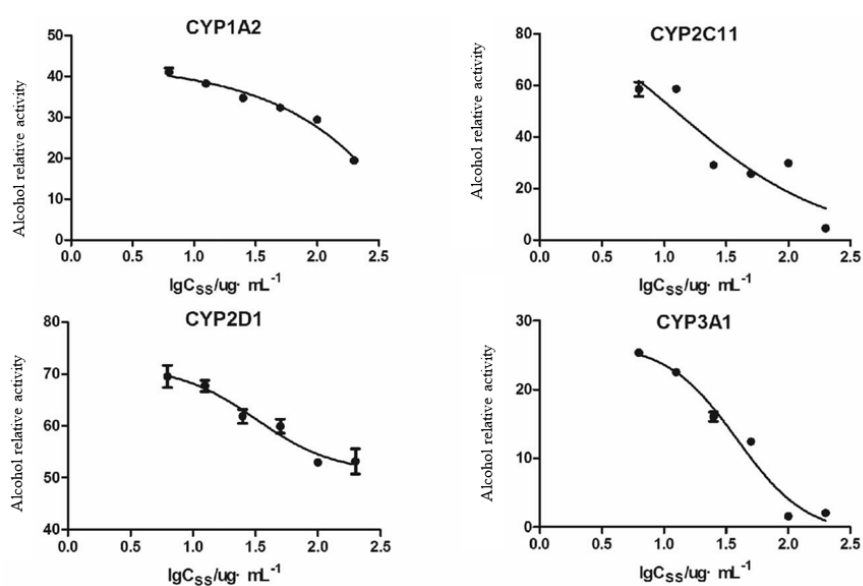 CYP1A2
Alcohol relative activity
50
40
30
20
10
0
0.0 0.5 1.0 1.5 2.0 2.5
lgCSS/ug· mL-1
CYP2C11
Alcohol relative activity
80
60
40
20
0
0.0 0.5 1.0 1.5 2.0 2.5
lgCSS/ug· mL-1
CYP2D1
Alcohol relative activity
80
70
60
50
40
0.0 0.5 1.0 1.5 2.0 2.5
lgCSS/ug· mL-1
CYP3A1
Alcohol relative activity
30
20
10
0
0.0 0.5 1.0 1.5 2.0 2.5
lgCSS/ug· mL-1